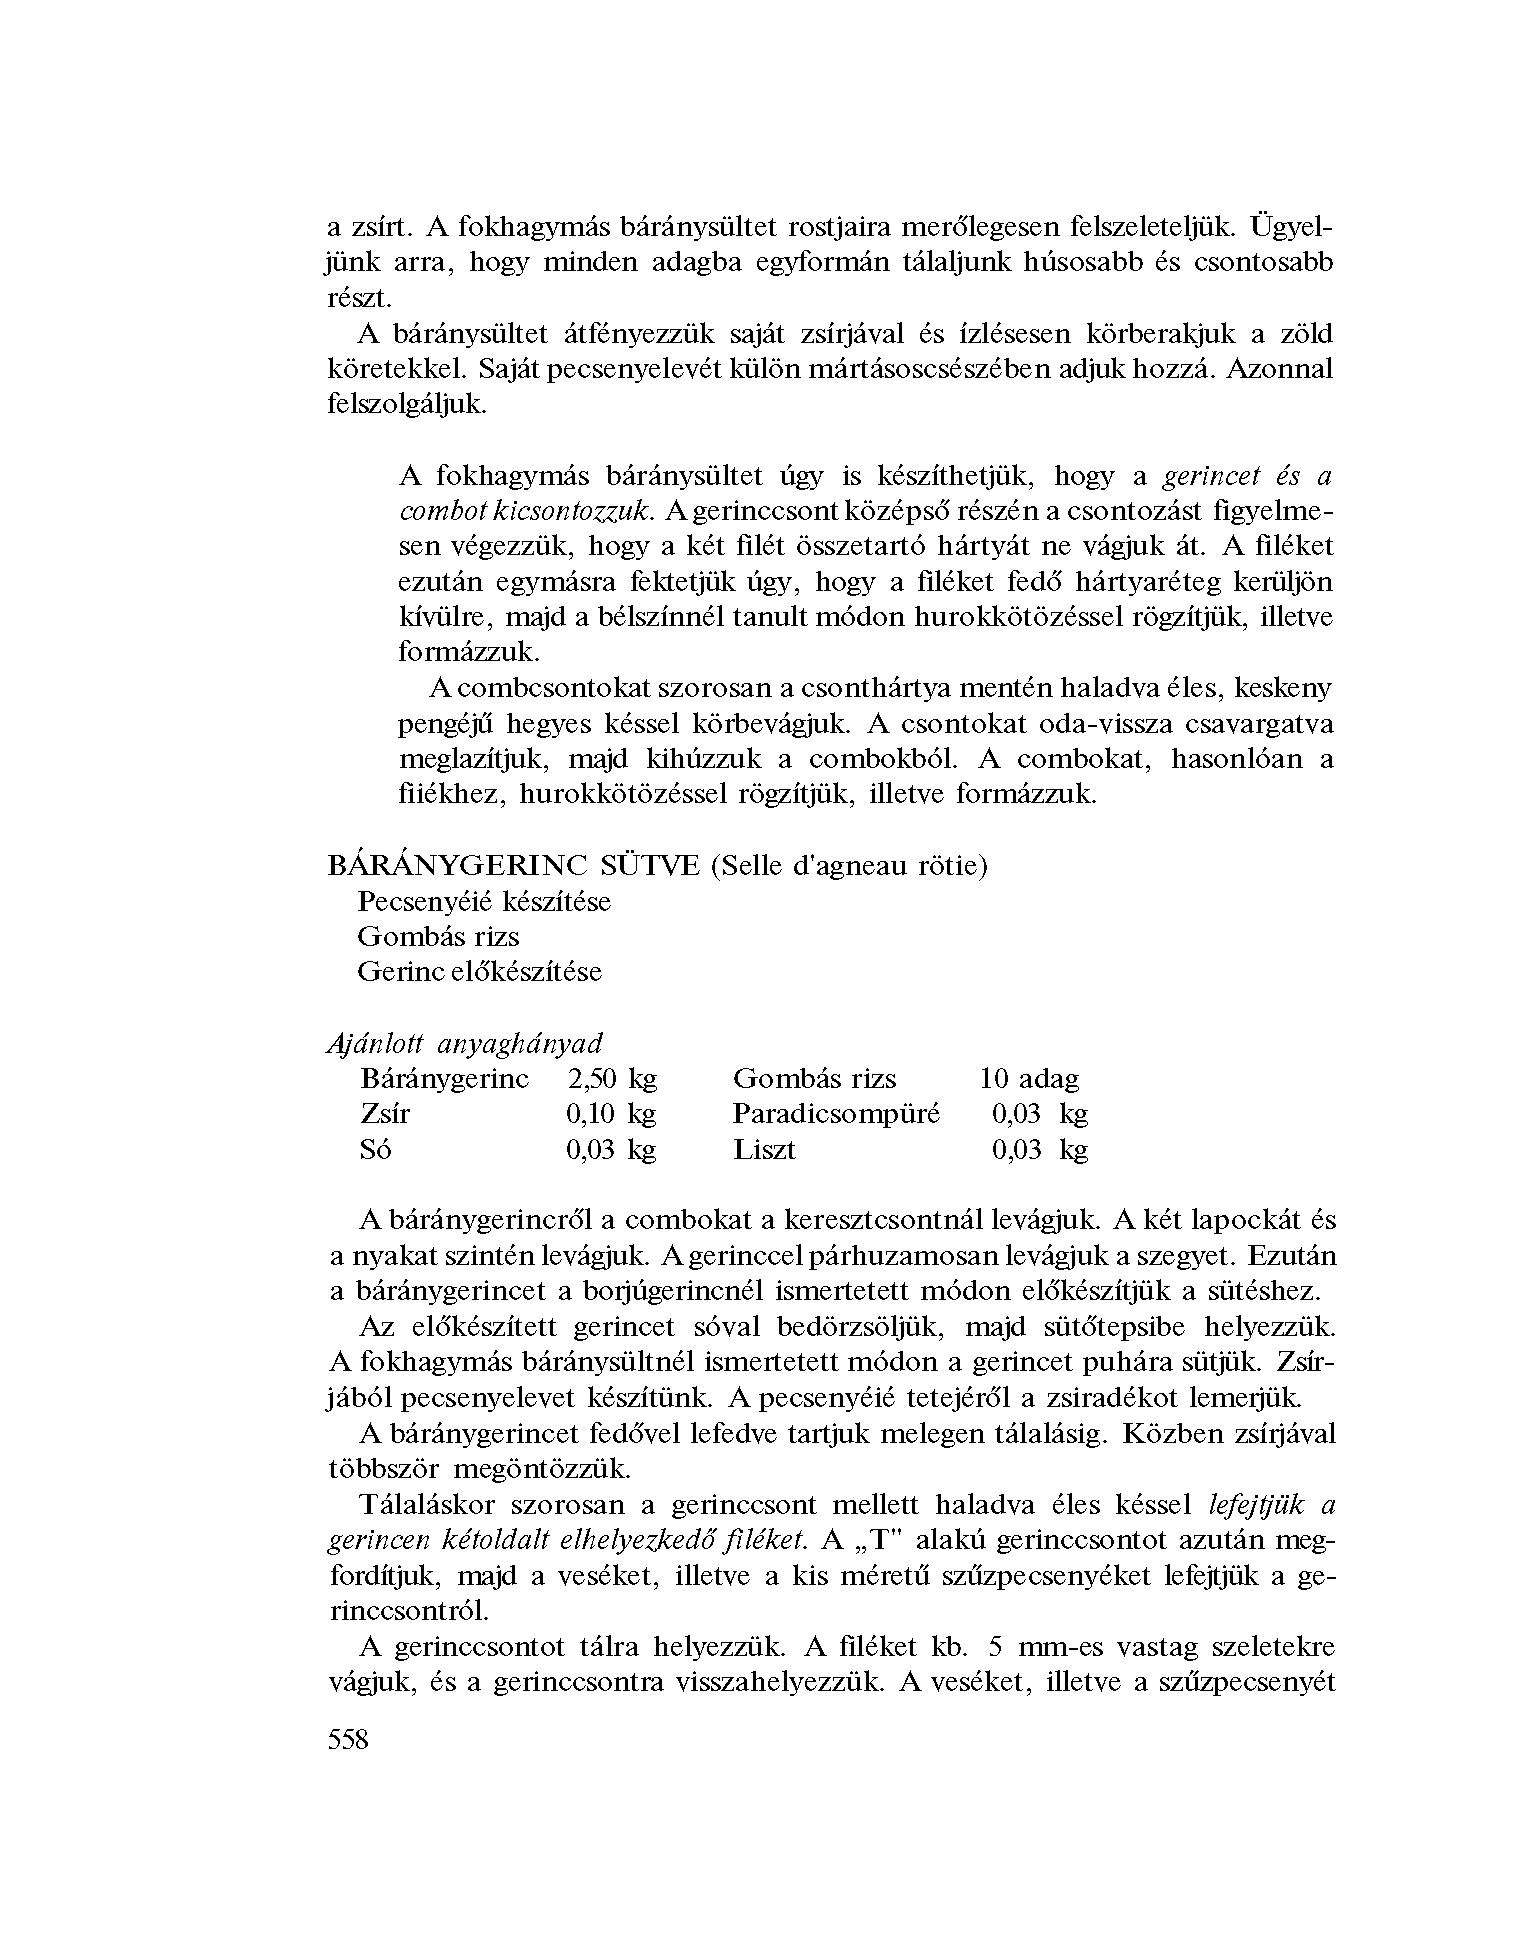 a zsírt. A fokhagymás báránysültet rostjaira merőlegesen felszeleteljük. Ügyel-
jünk arra, hogy minden adagba egyformán tálaljunk húsosabb és csontosabb
részt.
A báránysültet átfényezzük saját zsírjával és ízlésesen körberakjuk a zöld
köretekkel. Saját pecsenyelevét külön mártásoscsészében adjuk hozzá. Azonnal
felszolgáljuk.
A fokhagymás báránysültet úgy is készíthetjük, hogy a gerincet és a
combot kicsontozzuk. A gerinccsont középső részén a csontozást figyelme-
sen végezzük, hogy a két filét összetartó hártyát ne vágjuk át. A filéket
ezután egymásra fektetjük úgy, hogy a filéket fedő hártyaréteg kerüljön
kívülre, majd a bélszínnél tanult módon hurokkötözéssel rögzítjük, illetve
formázzuk.
A combcsontokat szorosan a csonthártya mentén haladva éles, keskeny
pengéjű hegyes késsel körbevágjuk. A csontokat oda-vissza csavargatva
meglazítjuk, majd kihúzzuk a combokból. A combokat, hasonlóan a
fiiékhez, hurokkötözéssel rögzítjük, illetve formázzuk.
BÁRÁNYGERINC SÜTVE (Selle d'agneau rötie)
Pecsenyéié készítése
Gombás rizs
Gerinc előkészítése
Ajánlott anyaghányad
Báránygerinc 2,50 kg Gombás rizs 10 adag
Zsír 0,10 kg Paradicsompüré 0,03 kg
Só 0,03 kg Liszt 0,03 kg
A báránygerincről a combokat a keresztcsontnál levágjuk. A két lapockát és
a nyakat szintén levágjuk. A gerinccel párhuzamosan levágjuk a szegyet. Ezután
a báránygerincet a borjúgerincnél ismertetett módon előkészítjük a sütéshez.
Az előkészített gerincet sóval bedörzsöljük, majd sütőtepsibe helyezzük.
A fokhagymás báránysültnél ismertetett módon a gerincet puhára sütjük. Zsír-
jából pecsenyelevet készítünk. A pecsenyéié tetejéről a zsiradékot lemerjük.
A báránygerincet fedővel lefedve tartjuk melegen tálalásig. Közben zsírjával
többször megöntözzük.
Tálaláskor szorosan a gerinccsont mellett haladva éles késsel lefejtjük a
gerincen kétoldalt elhelyezkedő filéket. A „T" alakú gerinccsontot azután meg-
fordítjuk, majd a veséket, illetve a kis méretű szűzpecsenyéket lefejtjük a ge-
rinccsontról.
A gerinccsontot tálra helyezzük. A filéket kb. 5 mm-es vastag szeletekre
vágjuk, és a gerinccsontra visszahelyezzük. A veséket, illetve a szűzpecsenyét
558